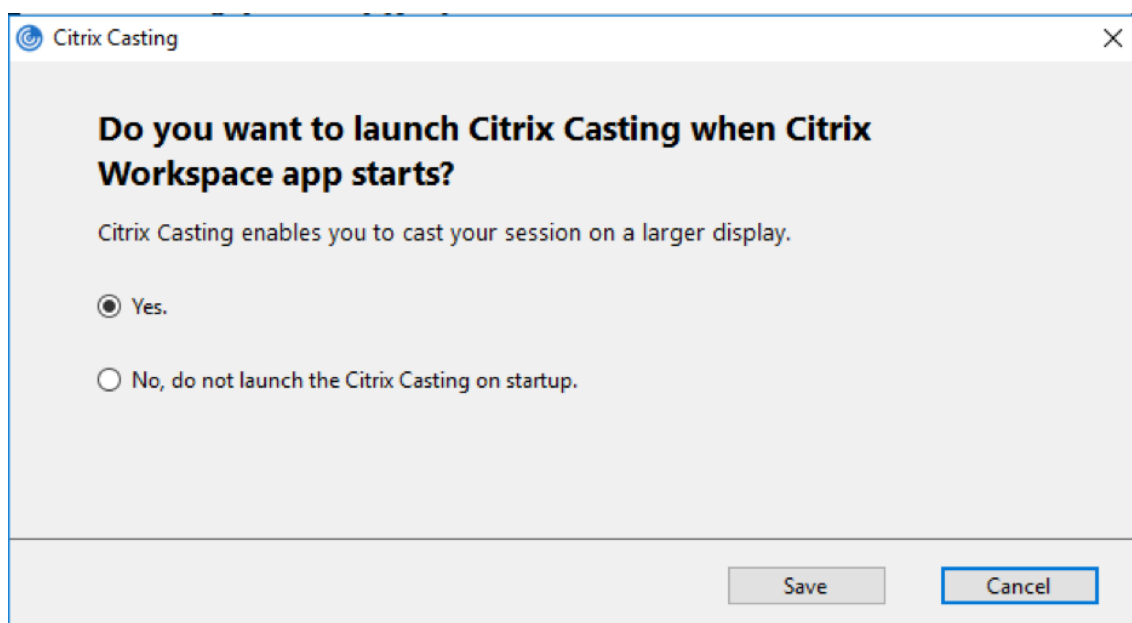 Citrix Casting
Do you want to launch Citrix Casting when Citrix
Workspace app starts?
Citrix Casting enables you to cast your session on a larger display.
Yes.
No, do not launch the Citrix Casting on startup.
Save
Cancel